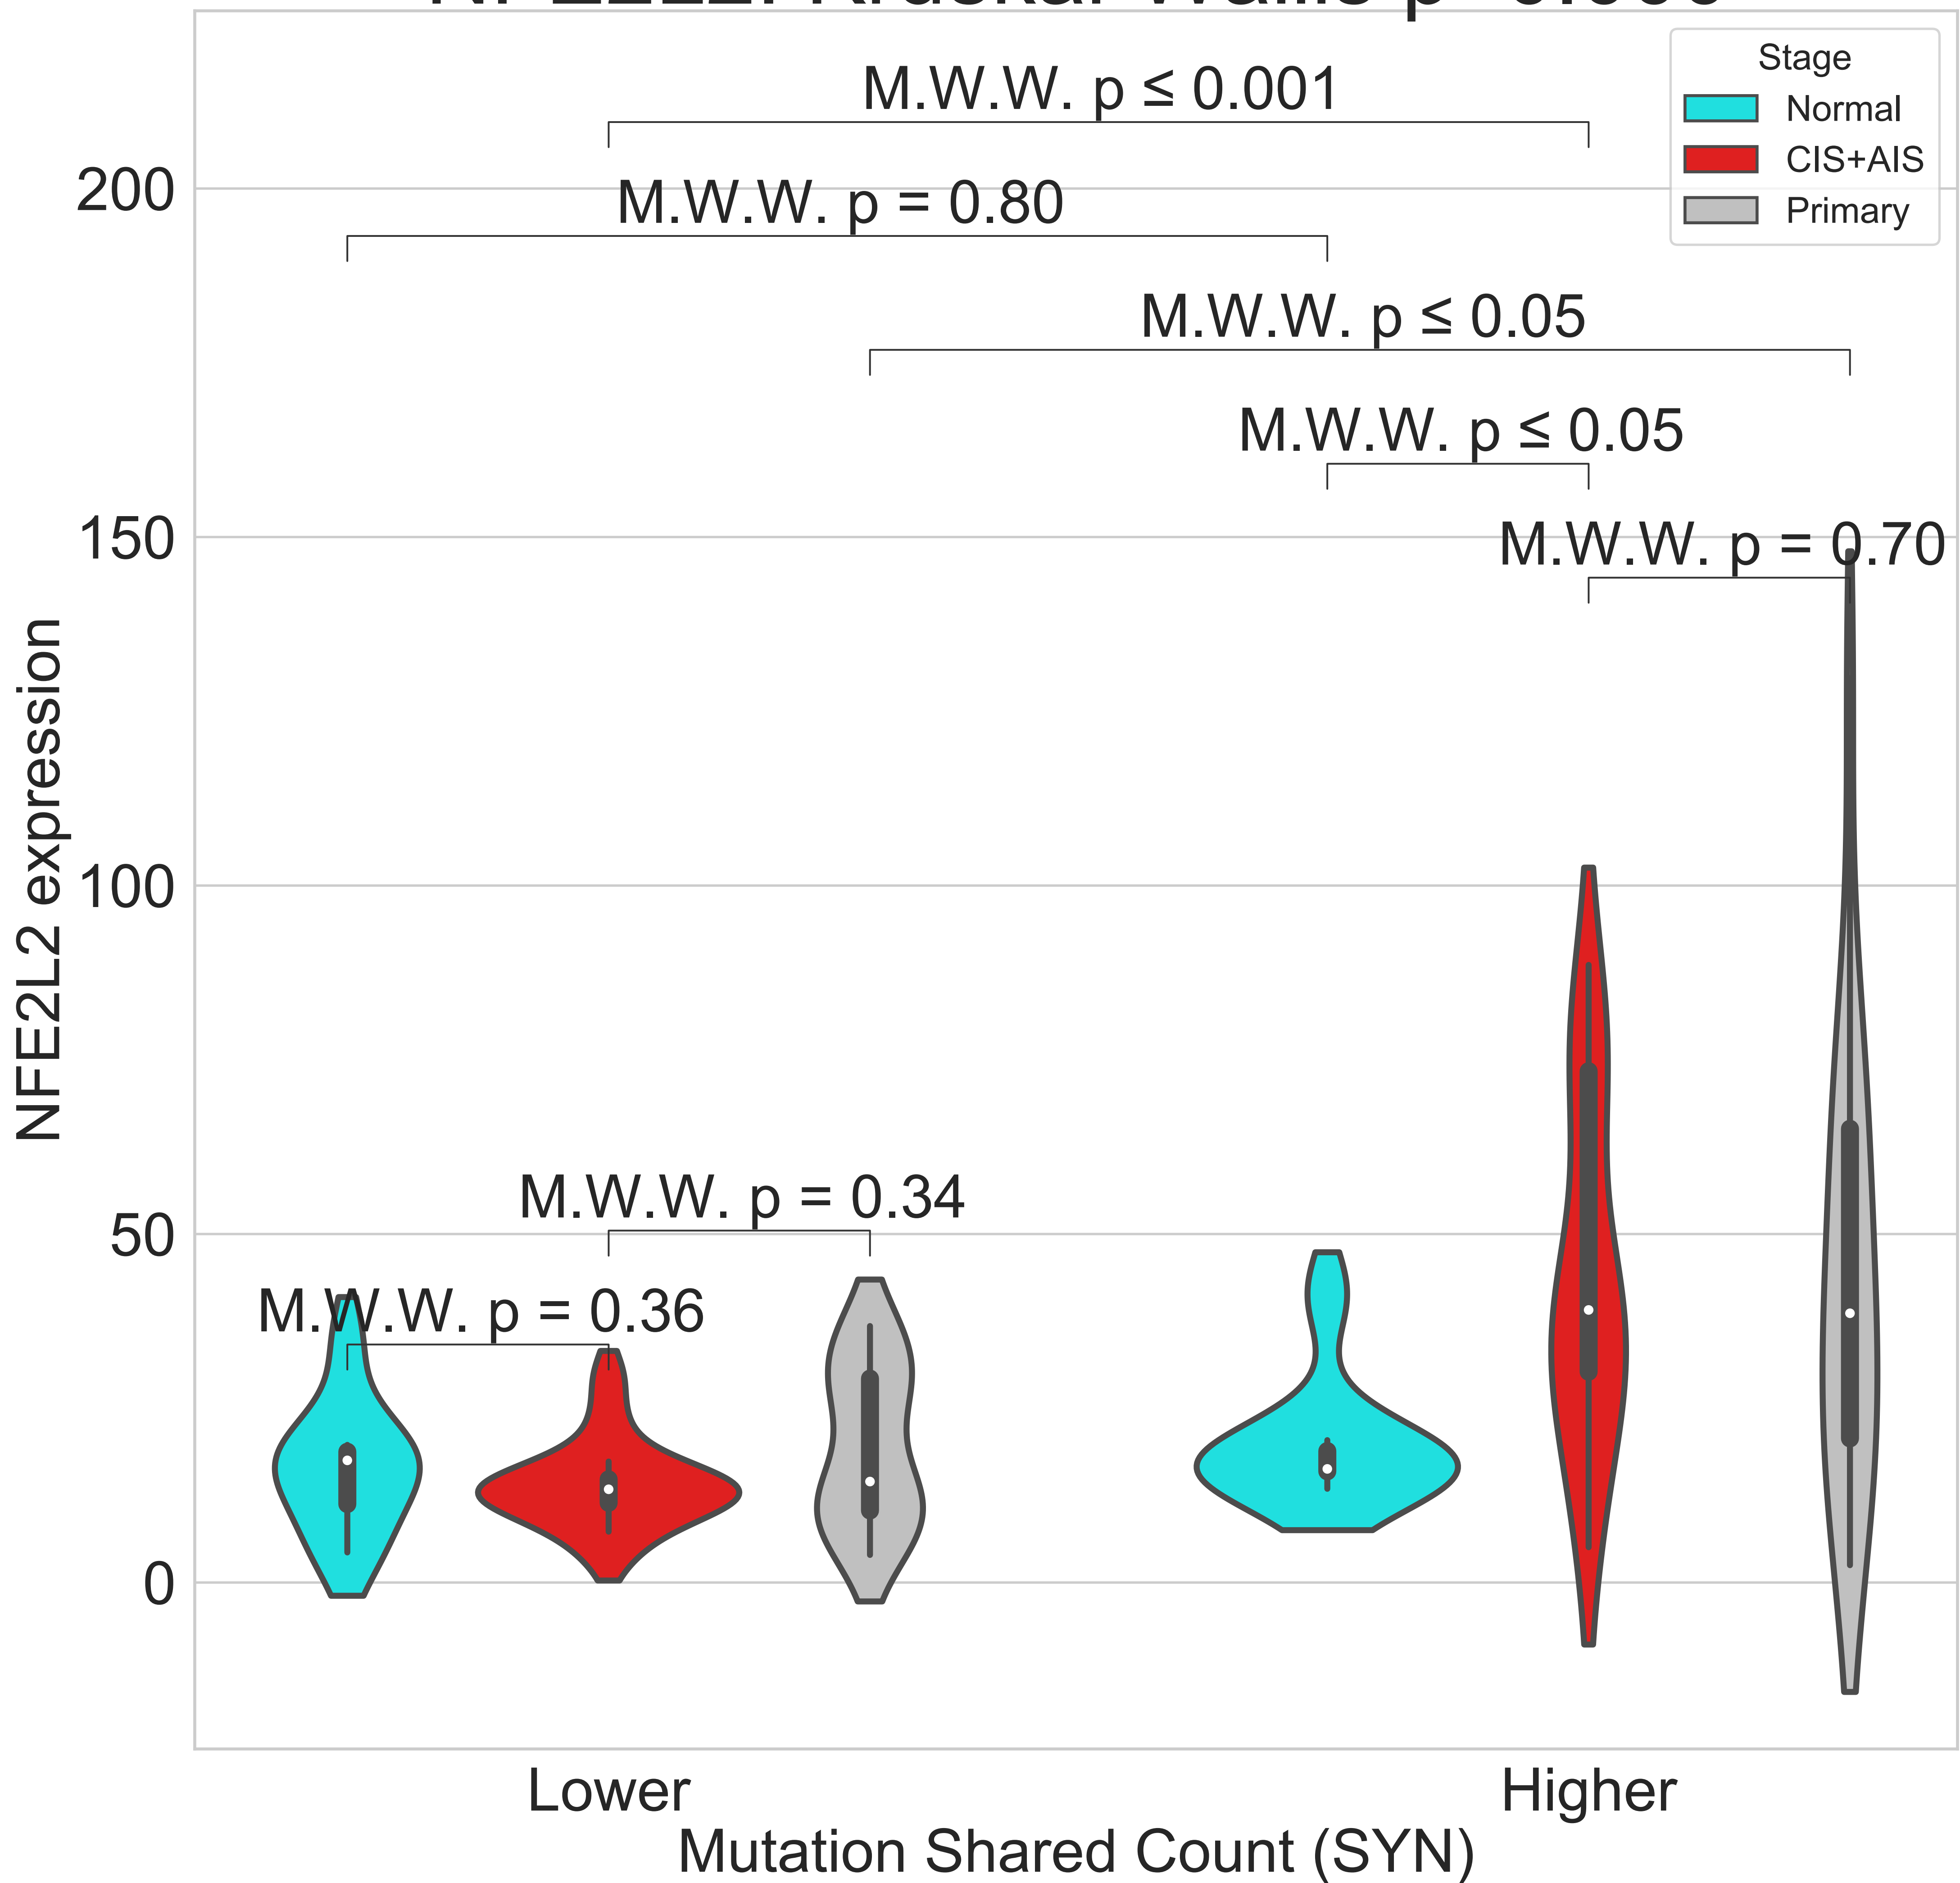 Stage
Normal
CIS+AIS
Primary
M.W.W. p ≤ 0.001
M.W.W. p = 0.80
M.W.W. p ≤ 0.05
M.W.W. p ≤ 0.05
M.W.W. p = 0.70
M.W.W. p = 0.34
M.W.W. p = 0.36
200
150
100
50
0
NFE2L2 expression
Lower
Higher
Mutation Shared Count (SYN)